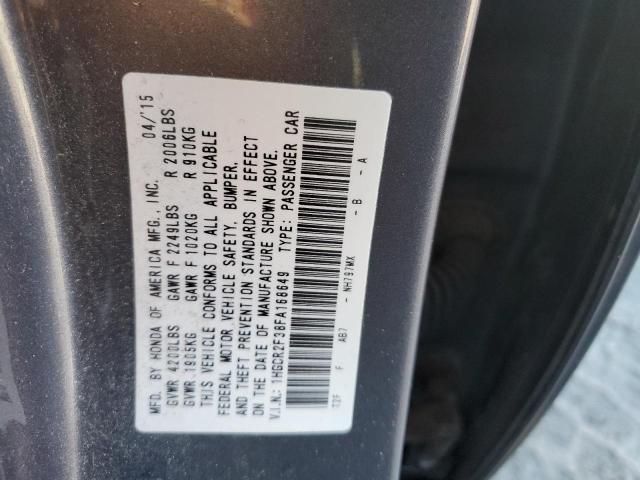 MFD. BY HONDA OF AMERICA MFG., INC. 04/'15
GVWR 4200LBS GAWR F 2249LBS R 2006LBS
GVWR 1905KG GAWR F 1020KG R 910KG
THIS VEHICLE CONFORMS TO ALL APPLICABLE
FEDERAL MOTOR VEHICLE SAFETY, BUMPER,
AND THEFT PREVENTION STANDARDS IN EFFECT
ON THE DATE OF MANUFACTURE SHOWN ABOVE.
V.I.N.: 1HGCR2F38FA168649 TYPE: PASSENGER CAR
T2F F AB7 - NH797MX - B - A